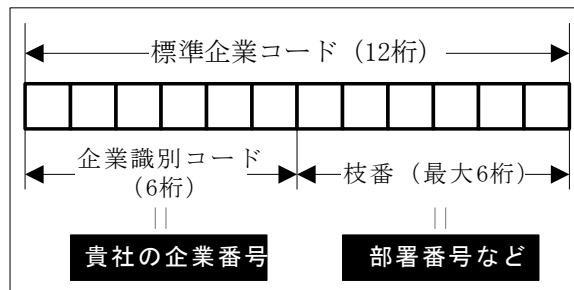 標準企業コード（12桁）
企業識別コード
（6桁）
枝番（最大6桁）
貴社の企業番号
部署番号など